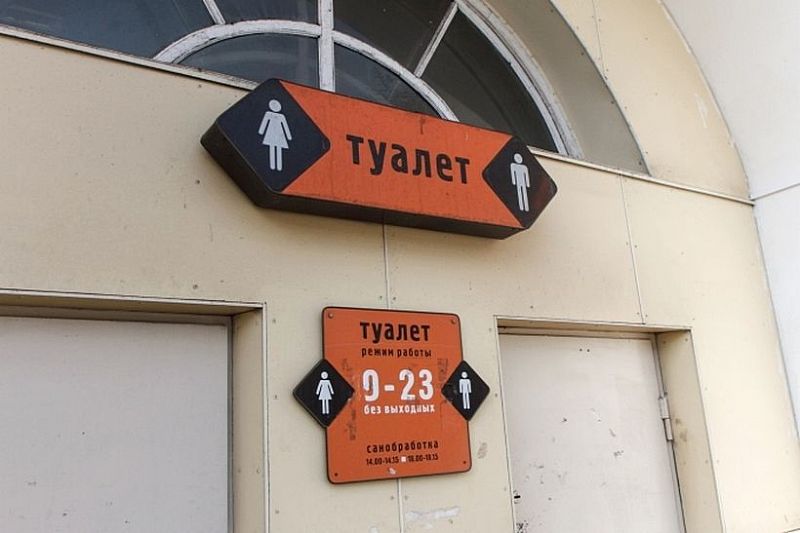 туалет
туалет
режим работы
9-23
без выходных
санобработка
14.00-14.15 18.00-18.15